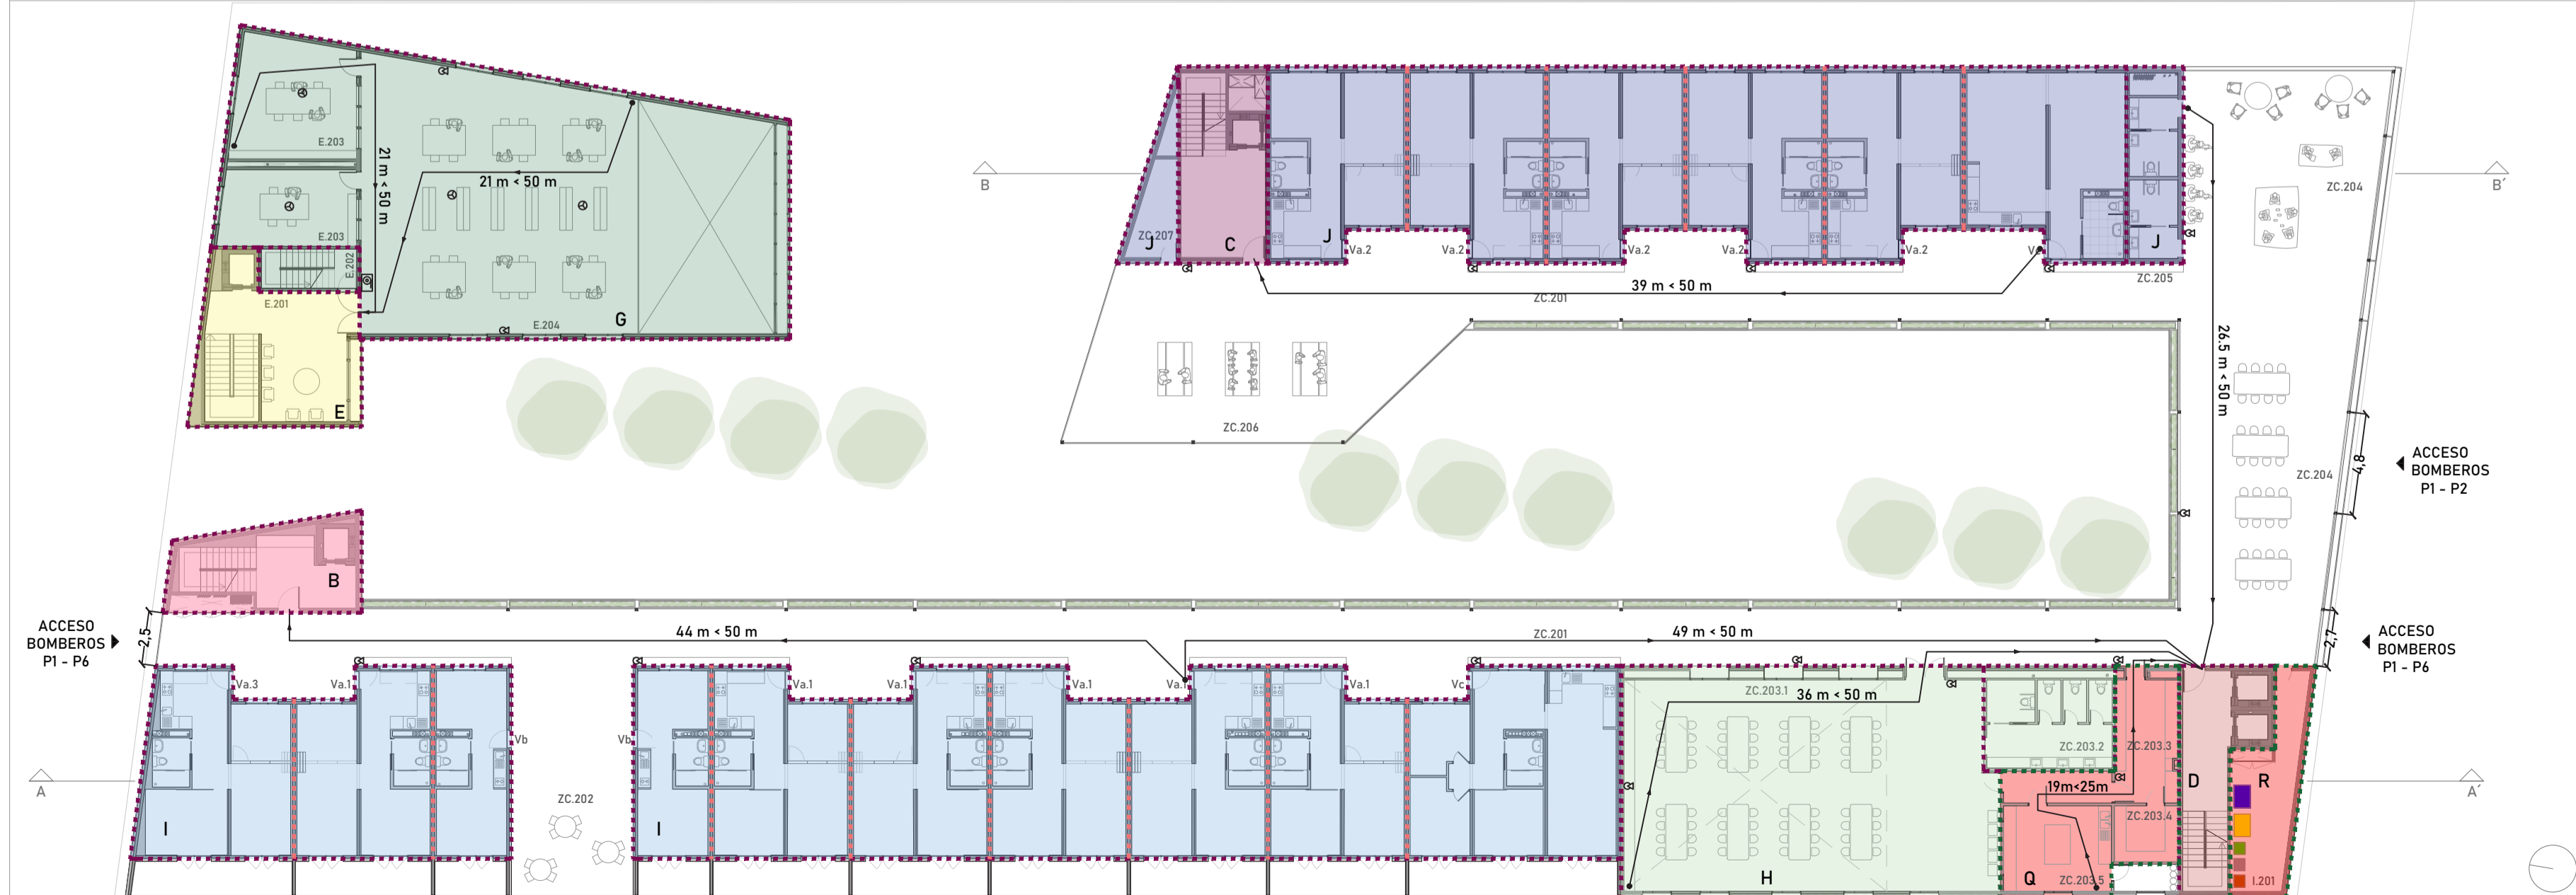 E.203
21 m < 50 m
21 m < 50 m
E.203
E.202
E.201
E.204
G
E
B
B´
ZC.207
J
C
J
Va.2
Va.2
Va.2
Va.2
Va.2
J
ZC.205
ZC.204
39 m < 50 m
ZC.201
26.5 m < 50 m
ZC.206
ZC.204
4,8
ACCESO
BOMBEROS
P1 - P2
B
ACCESO
BOMBEROS
P1 - P6
2,5
44 m < 50 m
ZC.201
49 m < 50 m
2,7
ACCESO
BOMBEROS
P1 - P6
Va.3
Va.1
Va.1
Va.1
Va.1
Va.1
Va.1
Vc
ZC.203.1
36 m < 50 m
Vb
Vb
ZC.203.2
ZC.203.3
A
A´
19m<25m
D
R
ZC.202
ZC.203.4
I
I
H
Q
ZC.203.5
I.201